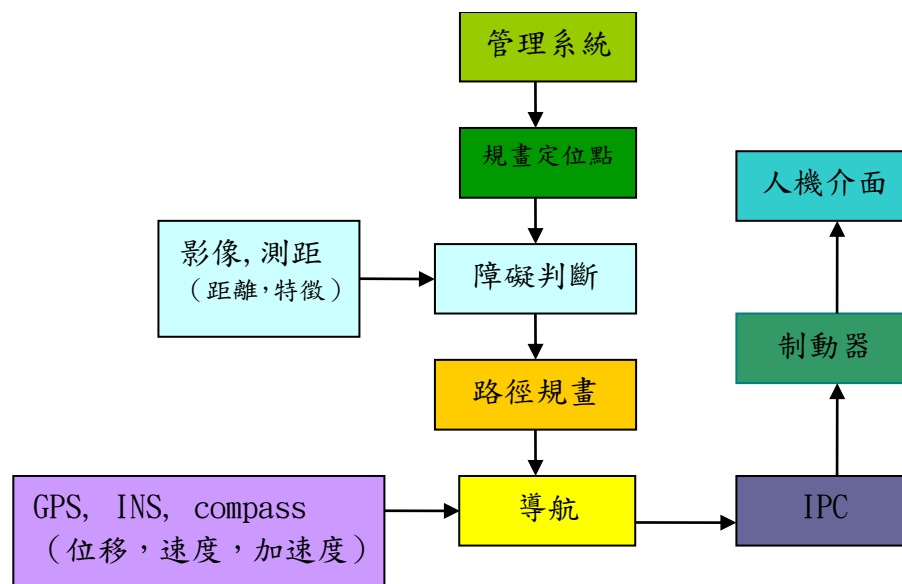 管理系統
規畫定位點
人機介面
影像, 測距
（距離，特徵）
障礙判斷
制動器
路徑規畫
GPS, INS, compass
（位移，速度，加速度）
導航
IPC